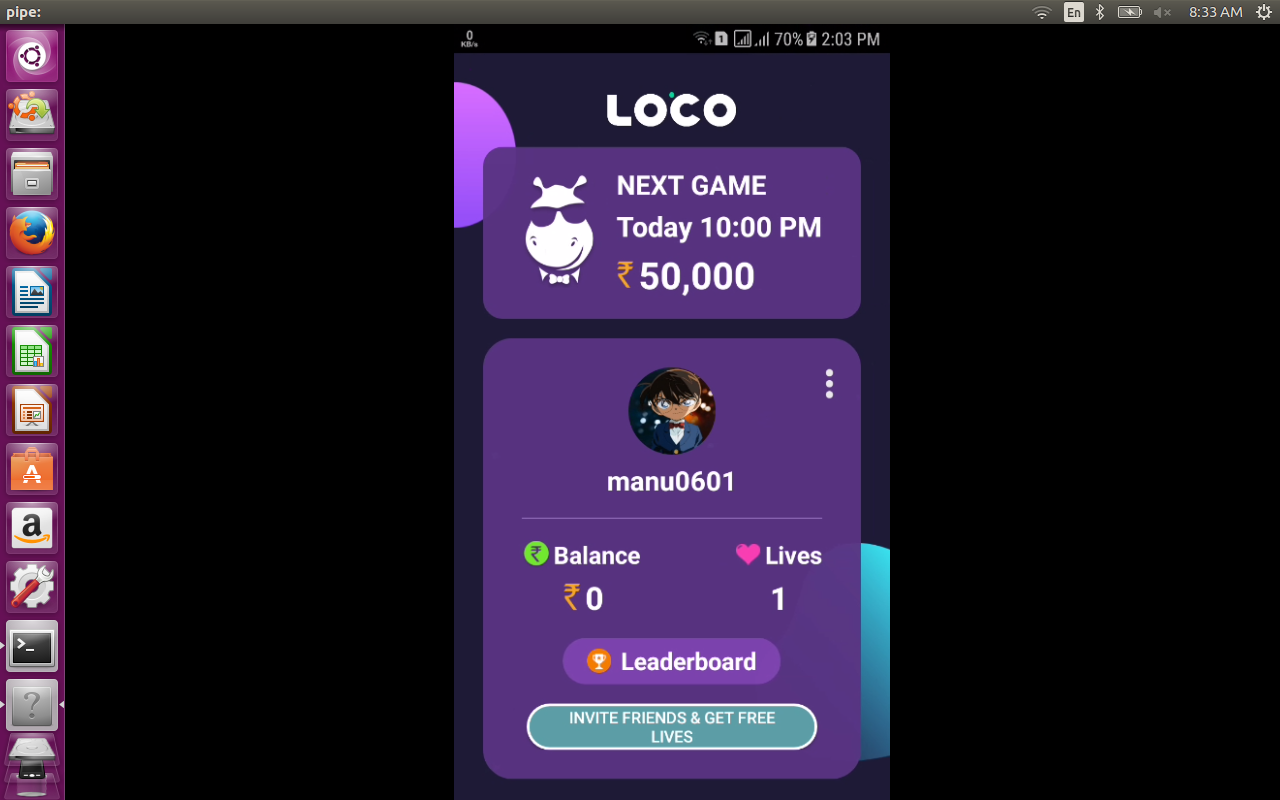 pipe:
En
8:33 AM
0
KB/s
1
70%
2:03 PM
LOCO
NEXT GAME
Today 10:00 PM
₹50,000
manu0601
₹ Balance
Lives
₹0
1
Leaderboard
INVITE FRIENDS & GET FREE
LIVES
A
a
>_
?